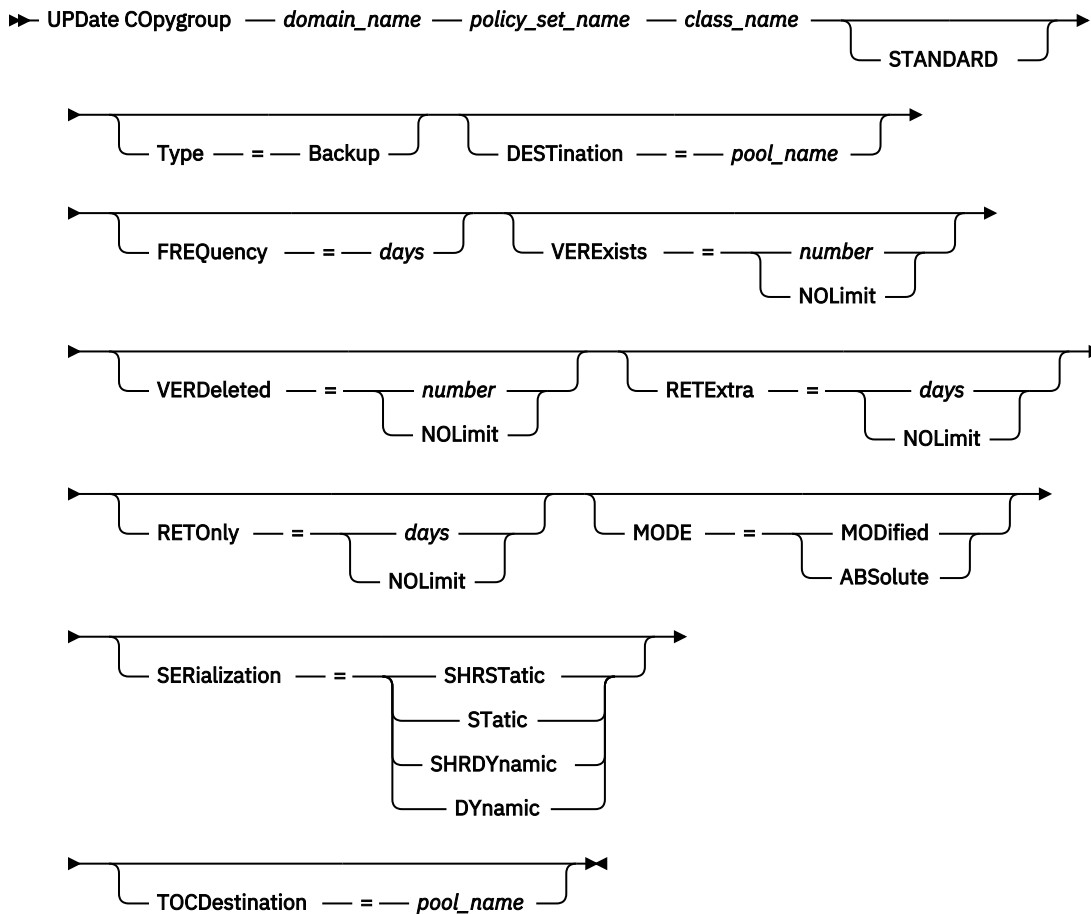 UPDate COpygroup domain_name policy_set_name class_name
STANDARD
Type = Backup DESTination = pool_name
FREQuency = days VERExists = number
NOLimit
VERDeleted = number RETExtra = days
NOLimit NOLimit
RETOnly = days MODE = MODified
NOLimit ABSolute
SERialization = SHRSTatic
STatic
SHRDYnamic
DYnamic
TOCDestination = pool_name